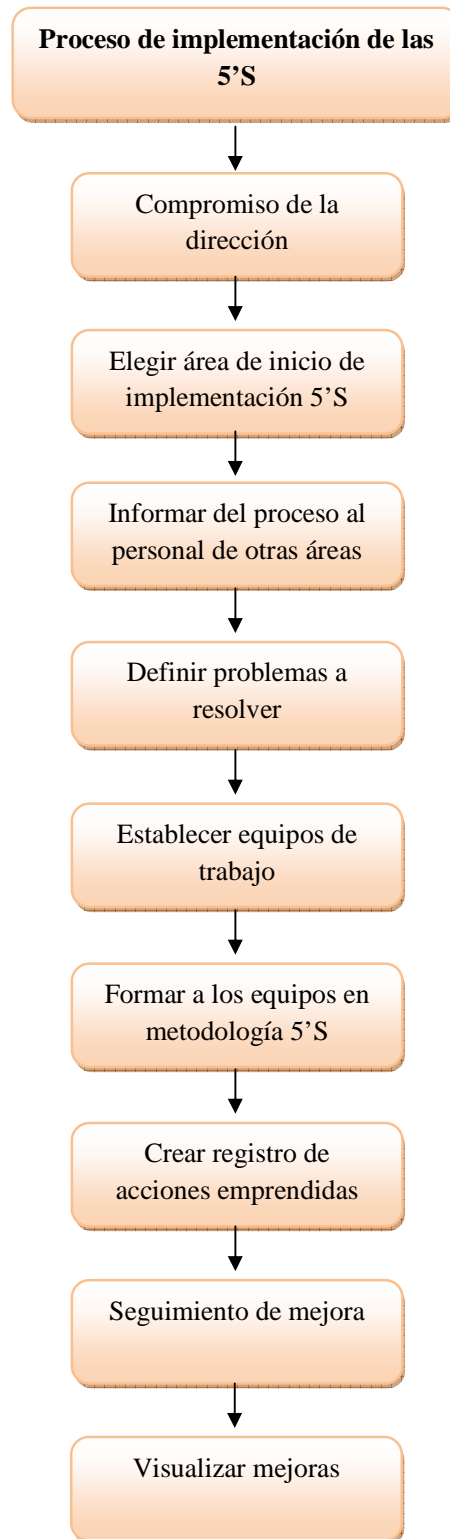 Proceso de implementación de las
5’S
Compromiso de la
dirección
Elegir área de inicio de
implementación 5’S
Informar del proceso al
personal de otras áreas
Definir problemas a
resolver
Establecer equipos de
trabajo
Formar a los equipos en
metodología 5’S
Crear registro de
acciones emprendidas
Seguimiento de mejora
Visualizar mejoras